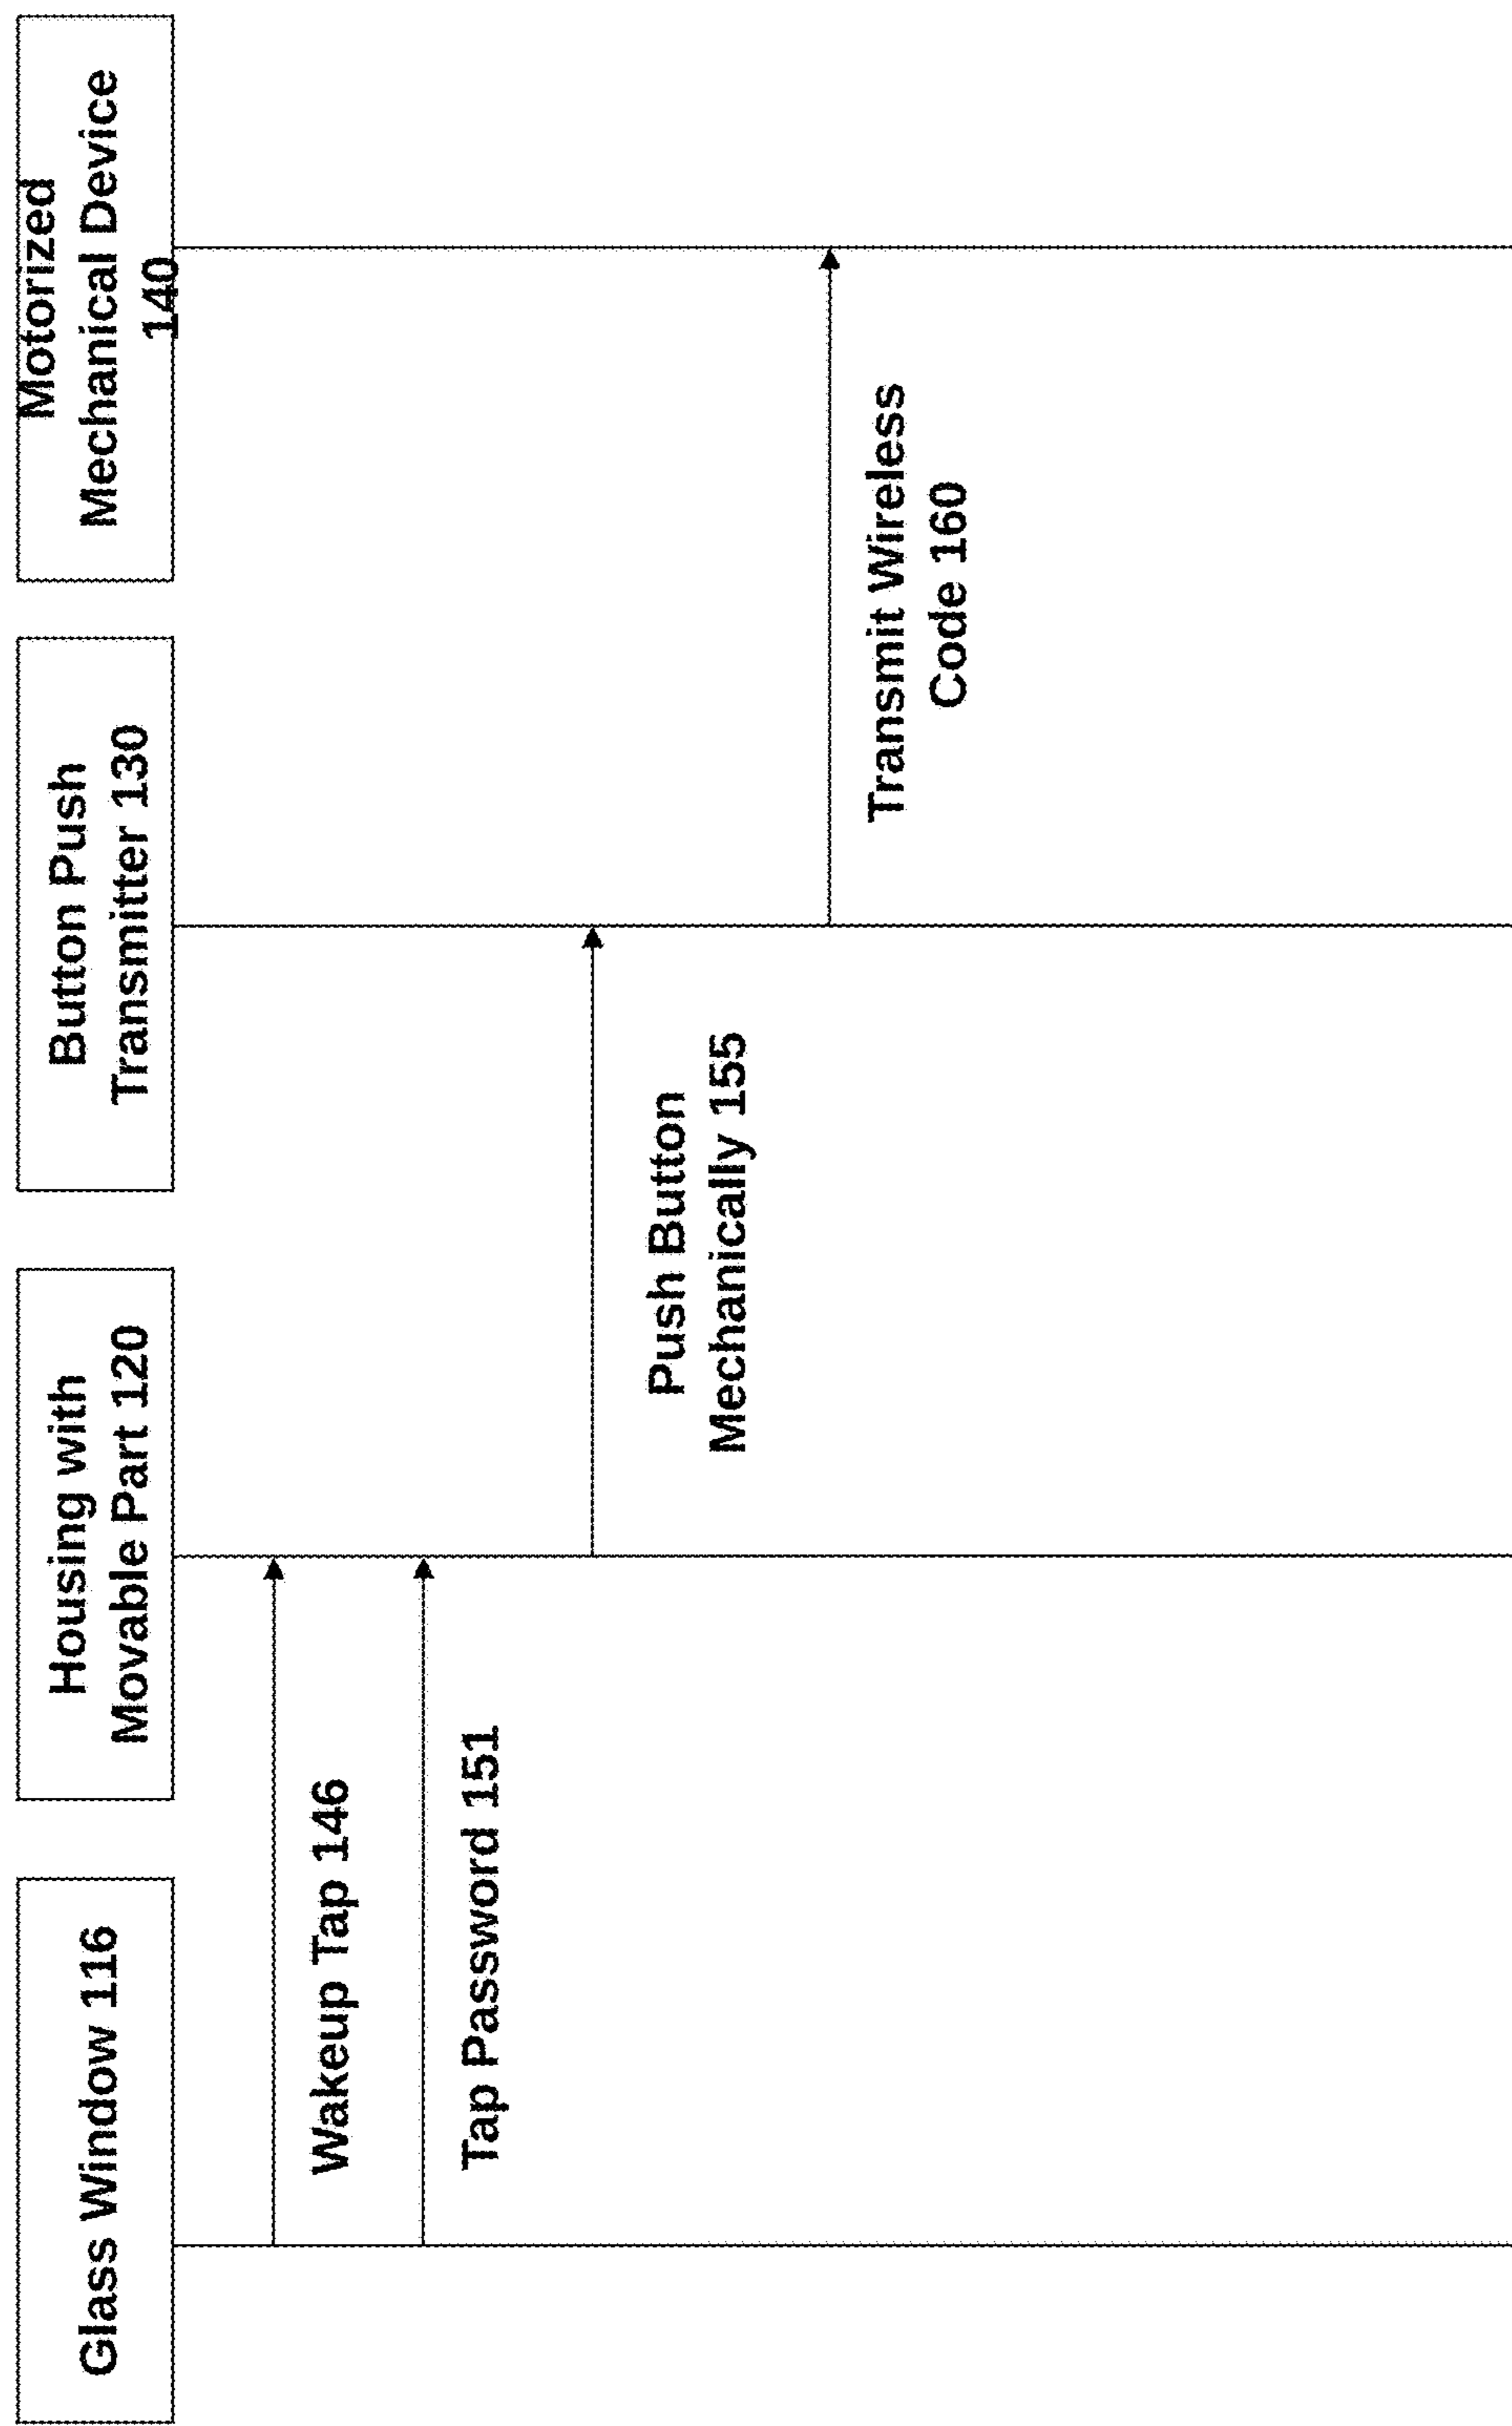 Glass Window 116
Housing with
Movable Part 120
Button Push
Transmitter 130
Motorized
Mechanical Device
140
Wakeup Tap 146
Tap Password 151
Push Button
Mechanically 155
Transmit Wireless
Code 160